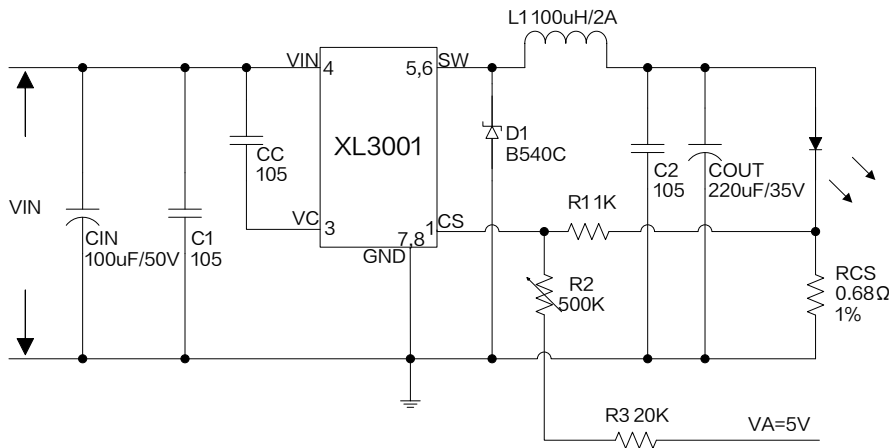 L1 100uH/2A
VIN
4
5,6
SW
XL3001
D1
B540C
CC
105
C2
105
COUT
220uF/35V
VIN
VC
3
1
CS
R1 1K
7,8
GND
CIN
100uF/50V
C1
105
R2
500K
RCS
0.68Ω
1%
R3 20K
VA=5V